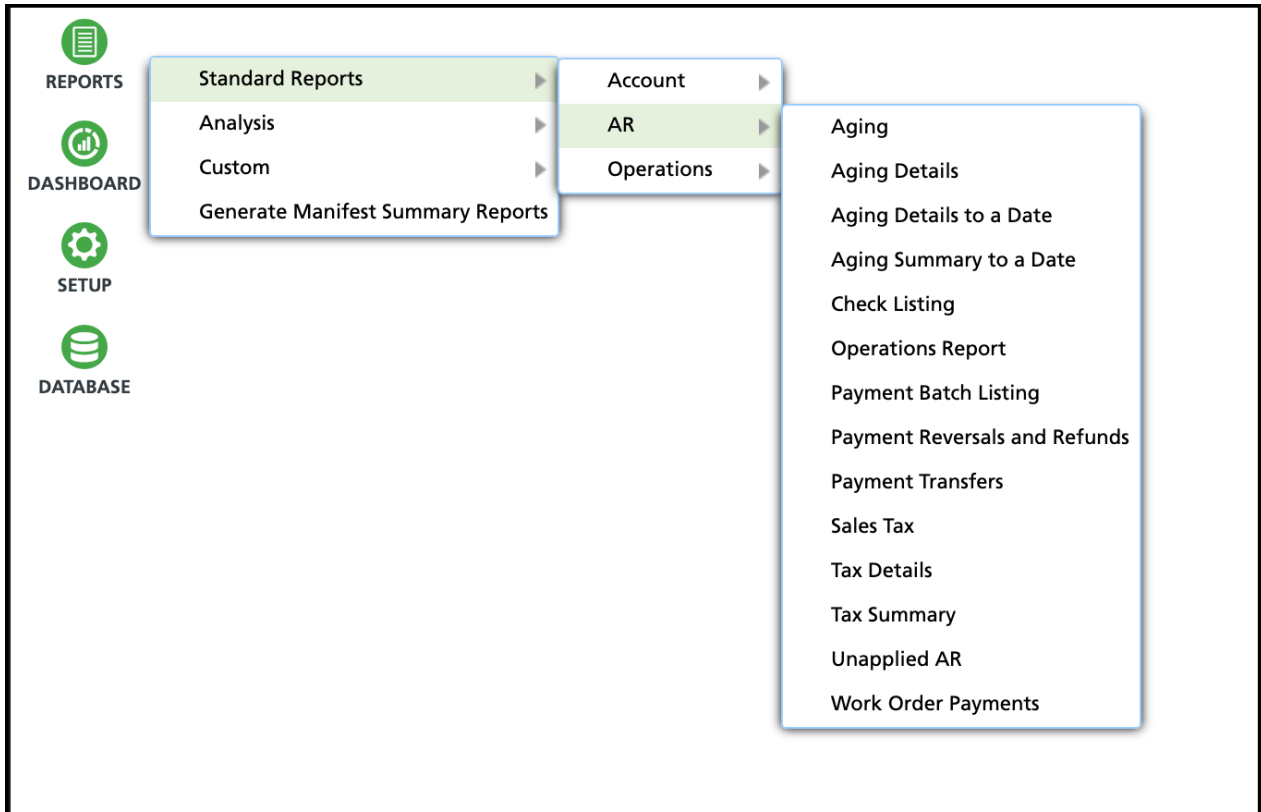 REPORTS
DASHBOARD
SETUP
DATABASE
Standard Reports
Analysis
Custom
Generate Manifest Summary Reports
Account
AR
Operations
Aging
Aging Details
Aging Details to a Date
Aging Summary to a Date
Check Listing
Operations Report
Payment Batch Listing
Payment Reversals and Refunds
Payment Transfers
Sales Tax
Tax Details
Tax Summary
Unapplied AR
Work Order Payments